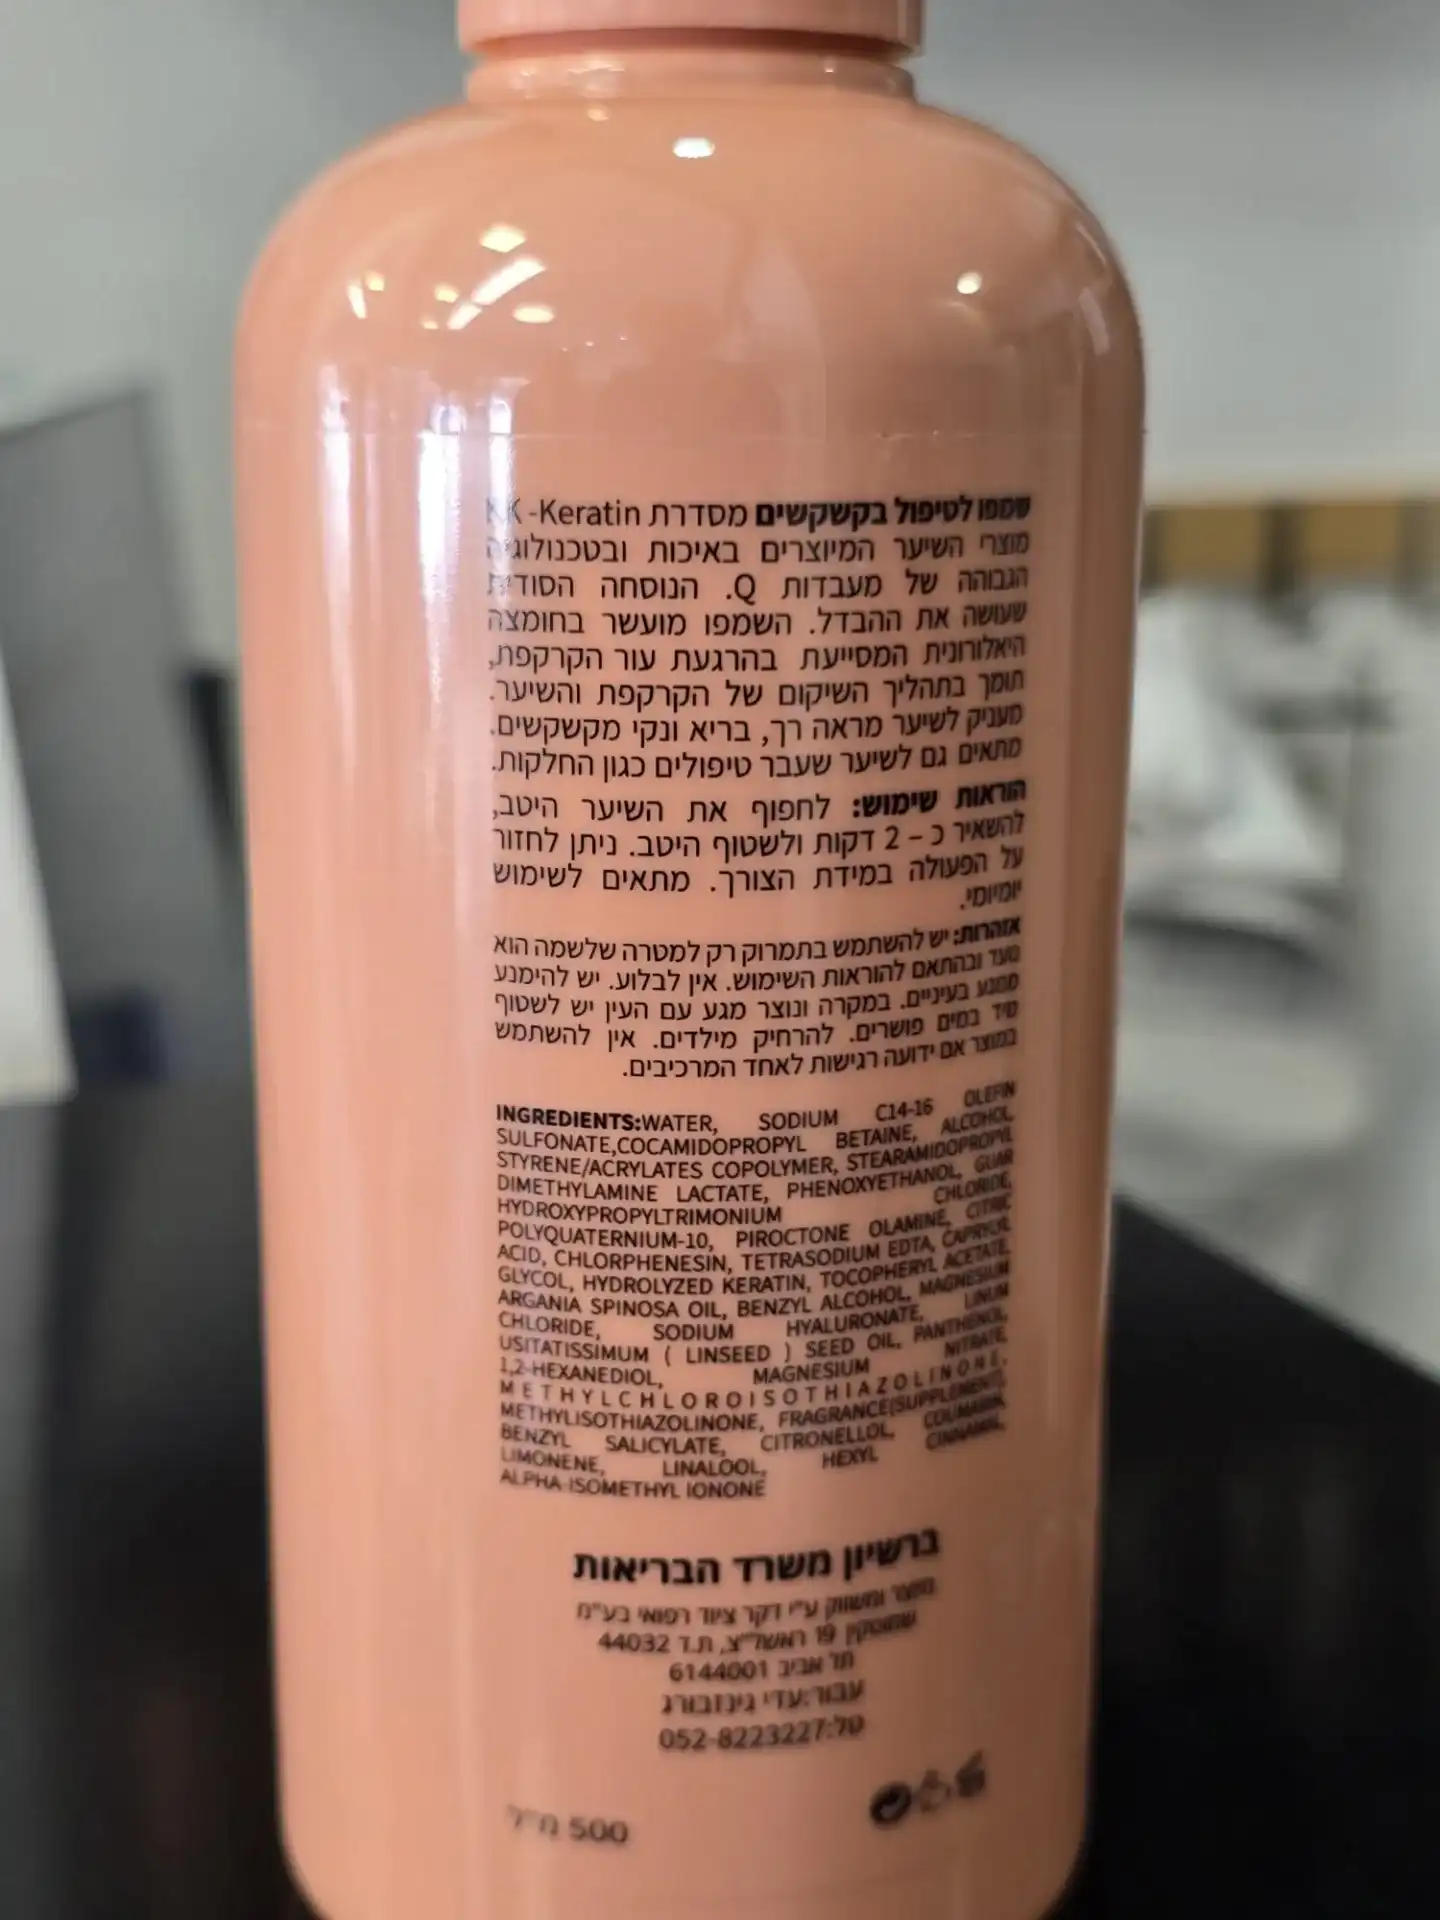 שמפו לטיפול בקשקשים מסדרת KK-Keratin
מוצרי השיער המיוצרים באיכות ובטכנולוגיה
הגבוהה של מעבדות Q. הנוסחה הסודית
שעושה את ההבדל. השמפו מועשר בחומצה
היאלורונית המסייעת בהרגעת עור הקרקפת,
תומך בתהליך השיקום של הקרקפת והשיער.
מעניק לשיער מראה רך, בריא ונקי מקשקשים.
מתאים גם לשיער שעבר טיפולים כגון החלקות.
הוראות שימוש: לחפוף את השיער היטב,
להשאיר כ – 2 דקות ולשטוף היטב. ניתן לחזור
על הפעולה במידת הצורך. מתאים לשימוש
יומיומי.
אזהרות: יש להשתמש בתמרוק רק למטרה שלשמה הוא
נועד ובהתאם להוראות השימוש. אין לבלוע. יש להימנע
ממגע בעיניים. במקרה ונוצר מגע עם העין יש לשטוף
מיד במים פושרים. להרחיק מילדים. אין להשתמש
במוצר אם ידועה רגישות לאחד המרכיבים.
INGREDIENTS:WATER, SODIUM C14-16 OLEFIN
SULFONATE,COCAMIDOPROPYL BETAINE, ALCOHOL,
STYRENE/ACRYLATES COPOLYMER, STEARAMIDOPROPYL
DIMETHYLAMINE LACTATE, PHENOXYETHANOL, GUAR
HYDROXYPROPYLTRIMONIUM CHLORIDE,
POLYQUATERNIUM-10, PIROCTONE OLAMINE, CITRIC
ACID, CHLORPHENESIN, TETRASODIUM EDTA, CAPRYLYL
GLYCOL, HYDROLYZED KERATIN, TOCOPHERYL ACETATE,
ARGANIA SPINOSA OIL, BENZYL ALCOHOL, MAGNESIUM
CHLORIDE, SODIUM HYALURONATE, LINUM
USITATISSIMUM ( LINSEED ) SEED OIL, PANTHENOL,
1,2-HEXANEDIOL, MAGNESIUM NITRATE,
METHYLCHLOROISOTHIAZOLINONE,
METHYLISOTHIAZOLINONE, FRAGRANCE(SUPPLEMENT),
BENZYL SALICYLATE, CITRONELLOL, COUMARIN,
LIMONENE, LINALOOL, HEXYL CINNAMAL,
ALPHA-ISOMETHYL IONONE
ברשיון משרד הבריאות
מיוצר ומשווק ע"י דקר ציוד רפואי בע"מ
שמוטקין 19 ראשל"צ, ת.ד 44032
תל אביב 6144001
עבור:עדי גינזבורג
טל:052-8223227
500 מ"ל